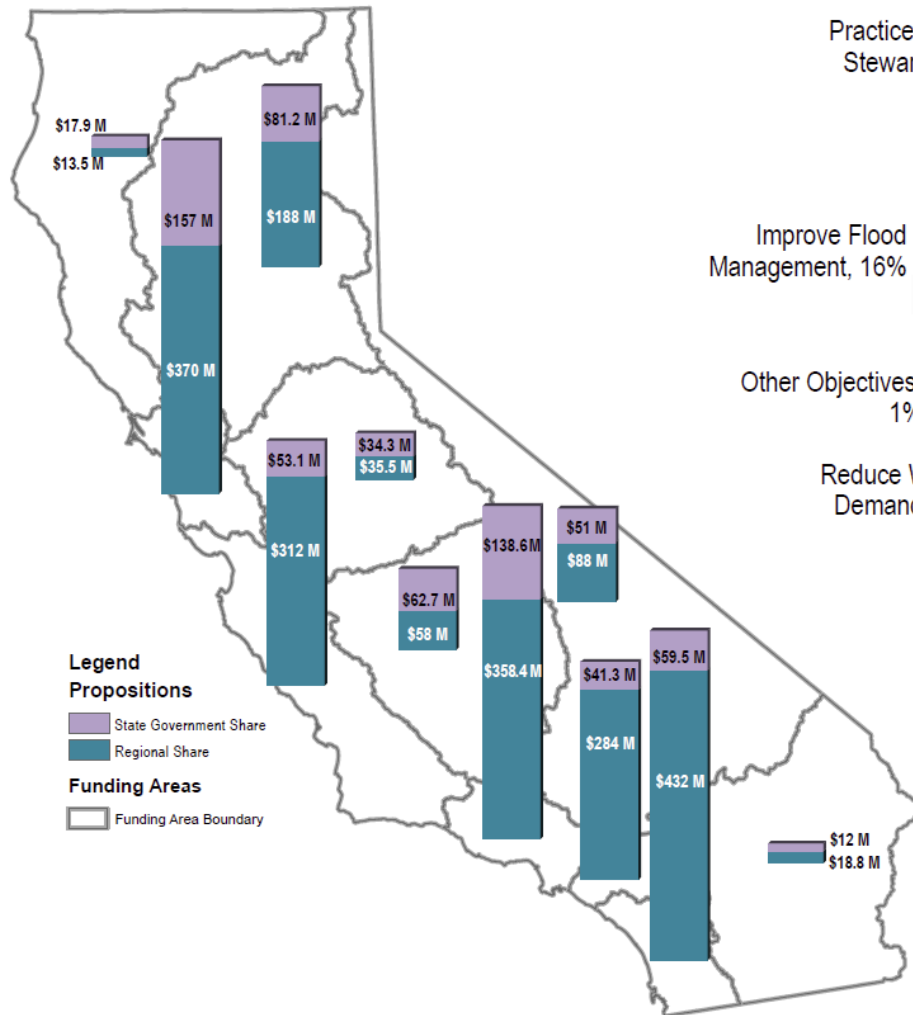 Practice
Stewar
Improve Flood
Management, 16%
Other Objectives
1%
Reduce W
Demand
$17.9 M
$13.5 M
$157 M
$370 M
$81.2 M
$188 M
$53.1 M
$312 M
$34.3 M
$35.5 M
$62.7 M
$58 M
$138.6M
$358.4 M
$51 M
$88 M
$41.3 M
$284 M
$59.5 M
$432 M
$12 M
$18.8 M
Legend
Propositions
State Government Share
Regional Share
Funding Areas
Funding Area Boundary